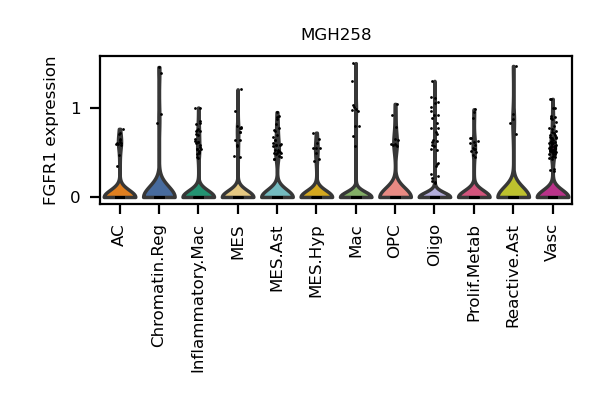 MGH258
FGFR1 expression
1
0
AC
Chromatin.Reg
Inflammatory.Mac
MES
MES.Ast
MES.Hyp
Mac
OPC
Oligo
Prolif.Metab
Reactive.Ast
Vasc